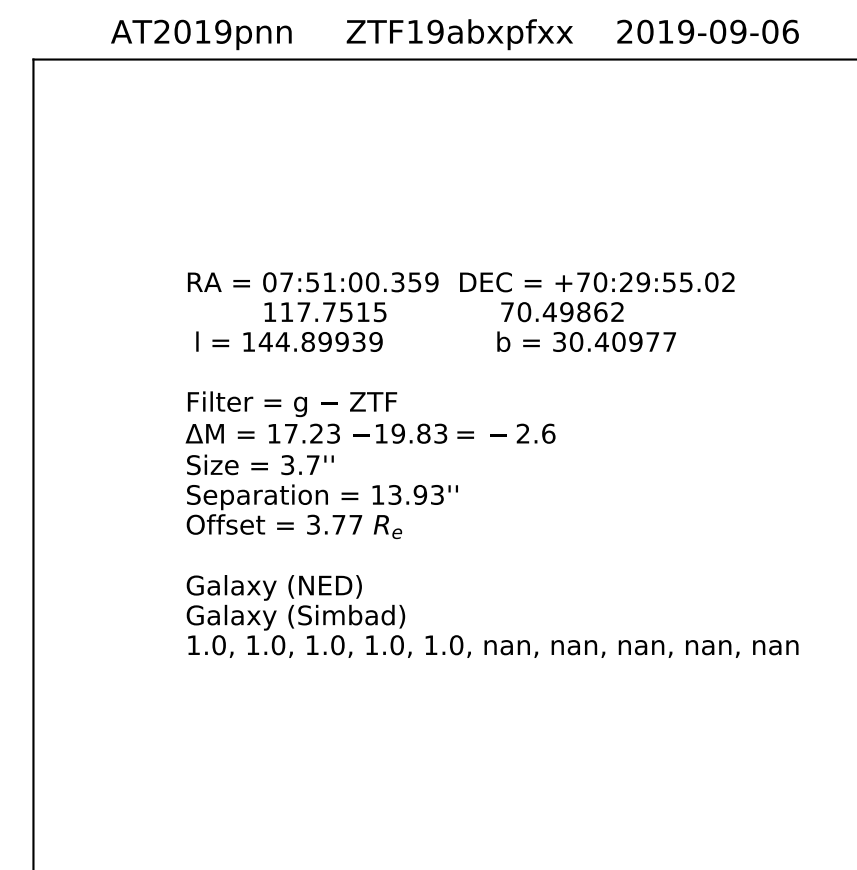 AT2019pnn ZTF19abxpfxx 2019-09-06
RA = 07:51:00.359 DEC = +70:29:55.02
117.7515 70.49862
l = 144.89939 b = 30.40977
Filter = g − ZTF
ΔM = 17.23 −19.83 = − 2.6
Size = 3.7''
Separation = 13.93''
Offset = 3.77 Re
Galaxy (NED)
Galaxy (Simbad)
1.0, 1.0, 1.0, 1.0, 1.0, nan, nan, nan, nan, nan